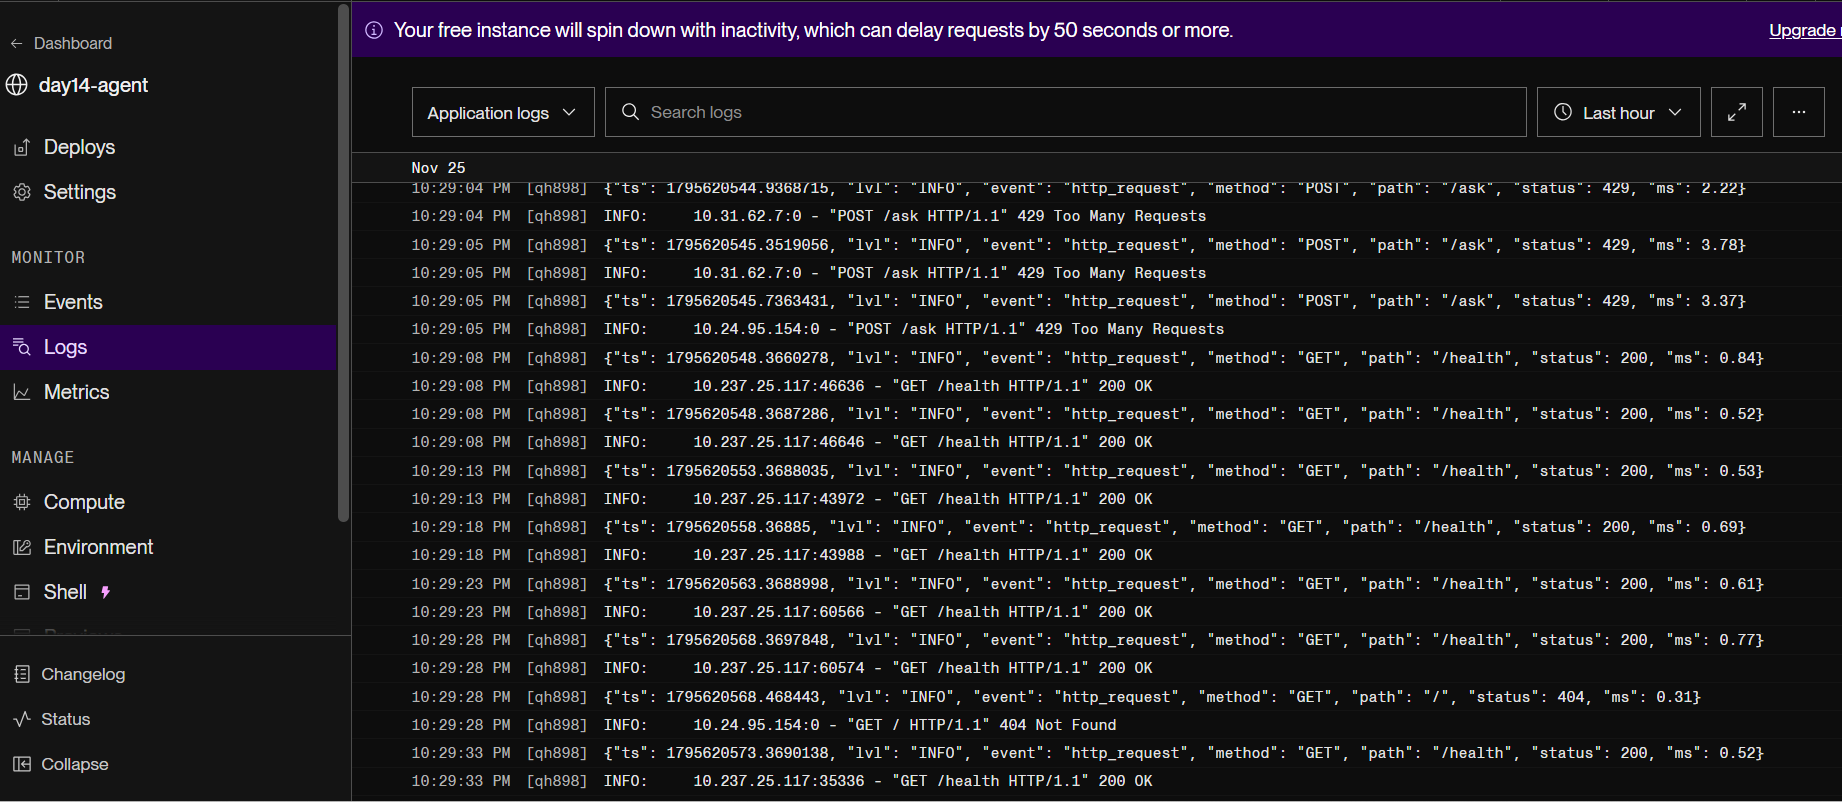 Dashboard
day14-agent
Deploys
Settings
MONITOR
Events
Logs
Metrics
MANAGE
Compute
Environment
Shell
Changelog
Status
Collapse
Your free instance will spin down with inactivity, which can delay requests by 50 seconds or more.
Upgrade
Application logs
Search logs
Last hour
Nov 25
10:29:04 PM [qh898] {"ts": 1795620544.9368715, "lvl": "INFO", "event": "http_request", "method": "POST", "path": "/ask", "status": 429, "ms": 2.22}
10:29:04 PM [qh898] INFO: 10.31.62.7:0 - "POST /ask HTTP/1.1" 429 Too Many Requests
10:29:05 PM [qh898] {"ts": 1795620545.3519056, "lvl": "INFO", "event": "http_request", "method": "POST", "path": "/ask", "status": 429, "ms": 3.78}
10:29:05 PM [qh898] INFO: 10.31.62.7:0 - "POST /ask HTTP/1.1" 429 Too Many Requests
10:29:05 PM [qh898] {"ts": 1795620545.7363431, "lvl": "INFO", "event": "http_request", "method": "POST", "path": "/ask", "status": 429, "ms": 3.37}
10:29:05 PM [qh898] INFO: 10.24.95.154:0 - "POST /ask HTTP/1.1" 429 Too Many Requests
10:29:08 PM [qh898] {"ts": 1795620548.3660278, "lvl": "INFO", "event": "http_request", "method": "GET", "path": "/health", "status": 200, "ms": 0.84}
10:29:08 PM [qh898] INFO: 10.237.25.117:46636 - "GET /health HTTP/1.1" 200 OK
10:29:08 PM [qh898] {"ts": 1795620548.3687286, "lvl": "INFO", "event": "http_request", "method": "GET", "path": "/health", "status": 200, "ms": 0.52}
10:29:08 PM [qh898] INFO: 10.237.25.117:46646 - "GET /health HTTP/1.1" 200 OK
10:29:13 PM [qh898] {"ts": 1795620553.3688035, "lvl": "INFO", "event": "http_request", "method": "GET", "path": "/health", "status": 200, "ms": 0.53}
10:29:13 PM [qh898] INFO: 10.237.25.117:43972 - "GET /health HTTP/1.1" 200 OK
10:29:18 PM [qh898] {"ts": 1795620558.36885, "lvl": "INFO", "event": "http_request", "method": "GET", "path": "/health", "status": 200, "ms": 0.69}
10:29:18 PM [qh898] INFO: 10.237.25.117:43988 - "GET /health HTTP/1.1" 200 OK
10:29:23 PM [qh898] {"ts": 1795620563.3688998, "lvl": "INFO", "event": "http_request", "method": "GET", "path": "/health", "status": 200, "ms": 0.61}
10:29:23 PM [qh898] INFO: 10.237.25.117:60566 - "GET /health HTTP/1.1" 200 OK
10:29:28 PM [qh898] {"ts": 1795620568.3697848, "lvl": "INFO", "event": "http_request", "method": "GET", "path": "/health", "status": 200, "ms": 0.77}
10:29:28 PM [qh898] INFO: 10.237.25.117:60574 - "GET /health HTTP/1.1" 200 OK
10:29:28 PM [qh898] {"ts": 1795620568.468443, "lvl": "INFO", "event": "http_request", "method": "GET", "path": "/", "status": 404, "ms": 0.31}
10:29:28 PM [qh898] INFO: 10.24.95.154:0 - "GET / HTTP/1.1" 404 Not Found
10:29:33 PM [qh898] {"ts": 1795620573.3690138, "lvl": "INFO", "event": "http_request", "method": "GET", "path": "/health", "status": 200, "ms": 0.52}
10:29:33 PM [qh898] INFO: 10.237.25.117:35336 - "GET /health HTTP/1.1" 200 OK